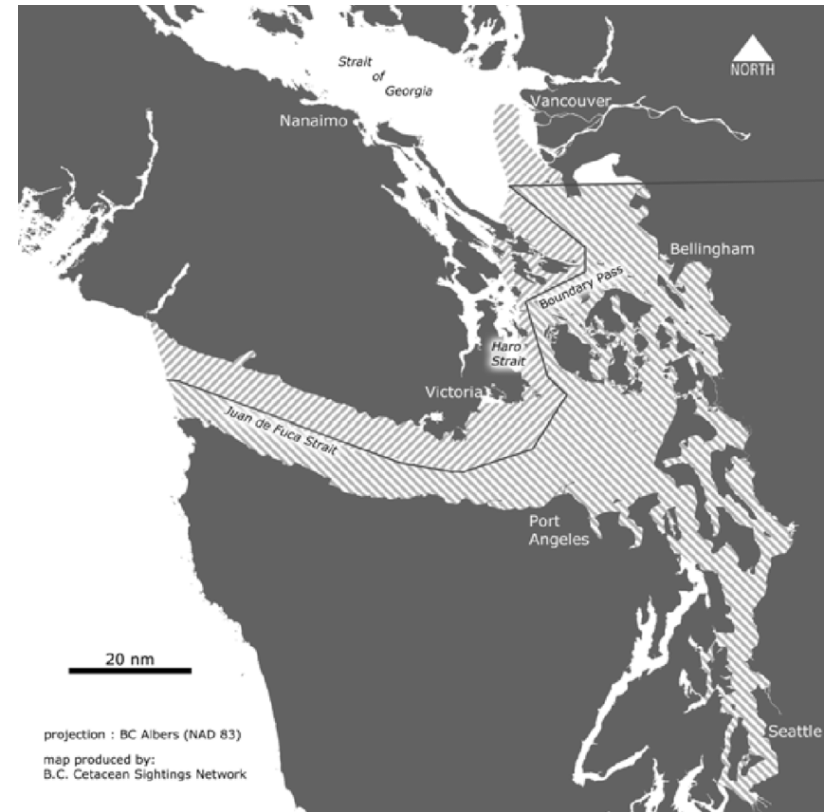 Strait
of
Georgia
NORTH
Vancouver
Nanaimo
Bellingham
Boundary Pass
Haro
Strait
Victoria
Juan de Fuca Strait
Port
Angeles
20 nm
Seattle
projection : BC Albers (NAD 83)
map produced by:
B.C. Cetacean Sightings Network